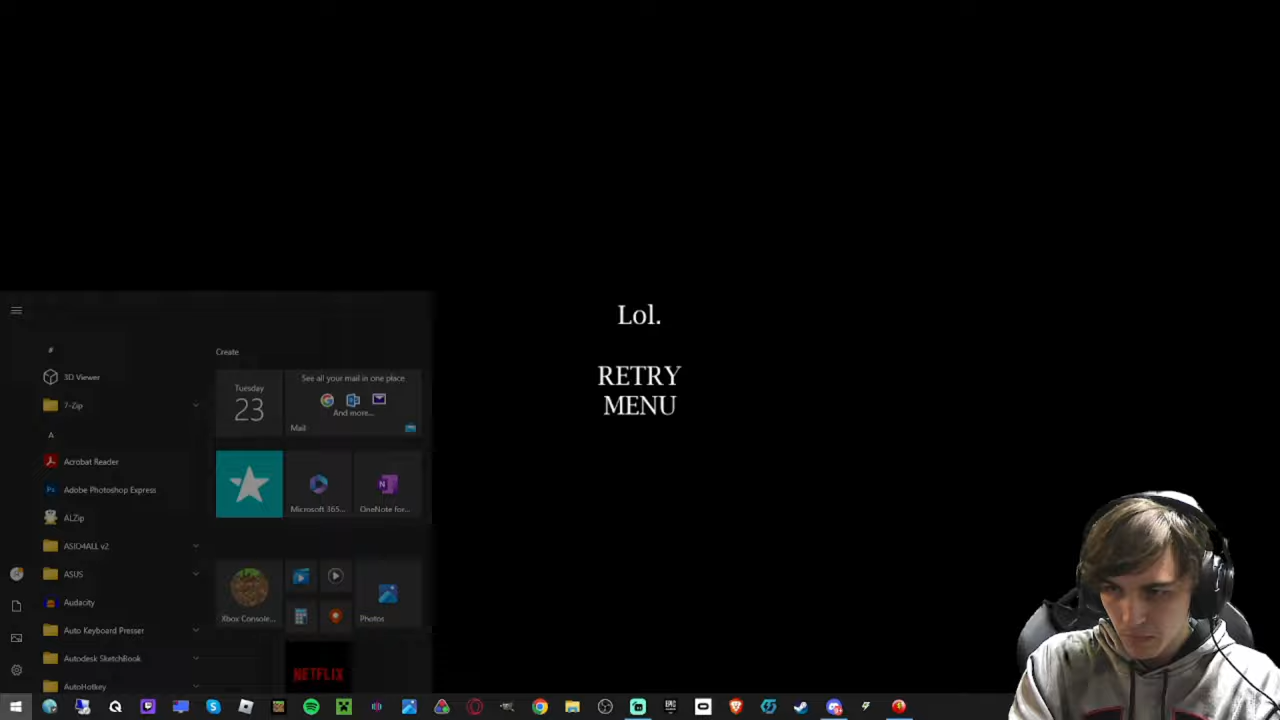 Lol.
RETRY
MENU
#
3D Viewer
7-Zip
A
Acrobat Reader
Adobe Photoshop Express
ALZip
ASIO4ALL v2
ASUS
Audacity
Auto Keyboard Presser
Autodesk SketchBook
AutoHotkey
Create
Tuesday
23
See all your mail in one place
And more...
Mail
Microsoft 365...
OneNote for...
Xbox Console...
Photos
NETFLIX